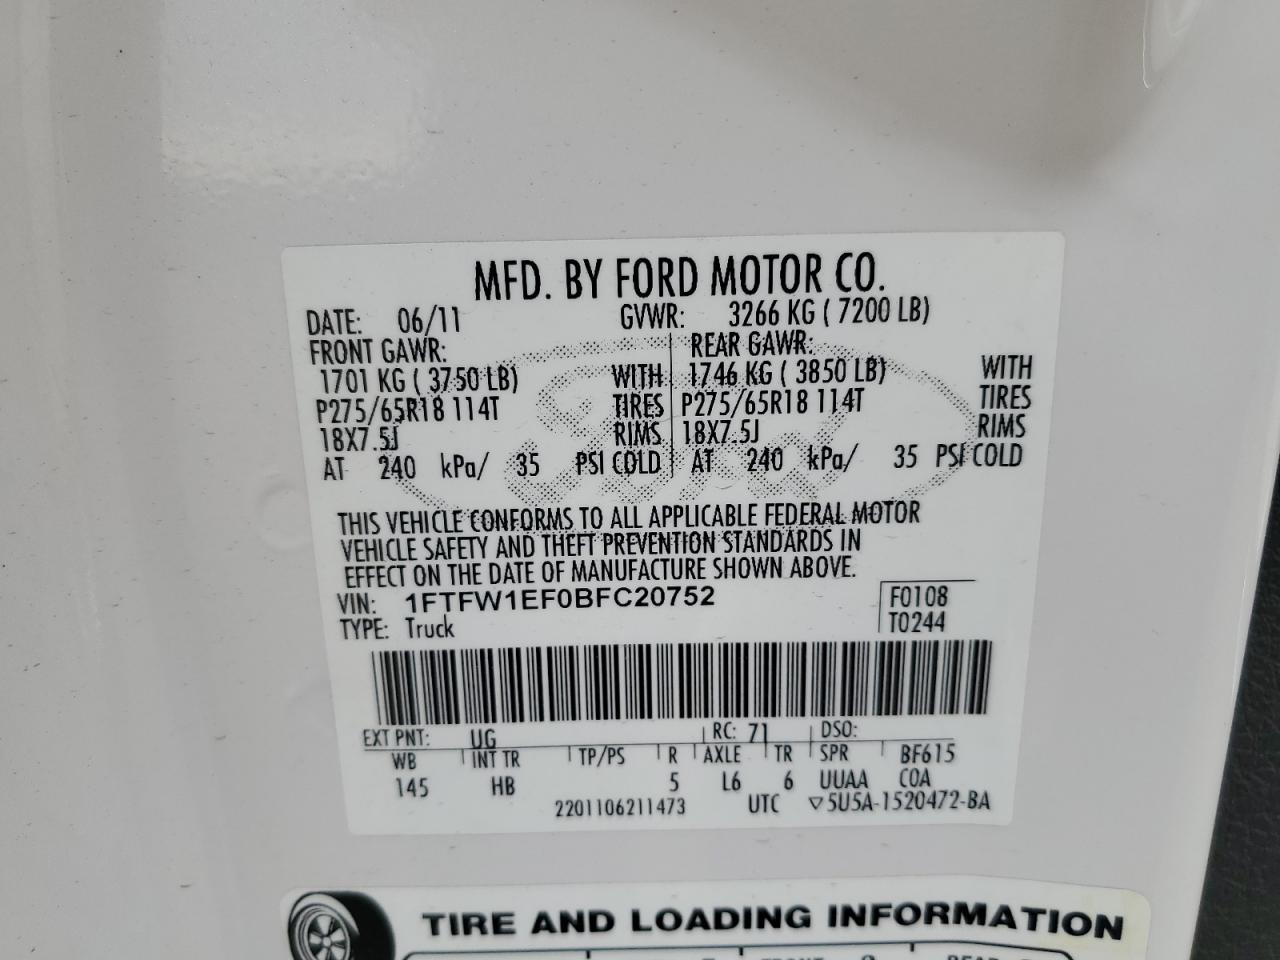 MFD. BY FORD MOTOR CO.
DATE: 06/11 GVWR: 3266 KG ( 7200 LB)
FRONT GAWR: REAR GAWR:
1701 KG ( 3750 LB) WITH 1746 KG ( 3850 LB) WITH
P275/65R18 114T TIRES P275/65R18 114T TIRES
18X7.5J RIMS 18X7.5J RIMS
AT 240 kPa/ 35 PSI COLD AT 240 kPa/ 35 PSI COLD
Ford
THIS VEHICLE CONFORMS TO ALL APPLICABLE FEDERAL MOTOR
VEHICLE SAFETY AND THEFT PREVENTION STANDARDS IN
EFFECT ON THE DATE OF MANUFACTURE SHOWN ABOVE.
VIN: 1FTFW1EF0BFC20752 F0108
TYPE: Truck T0244
EXT PNT: UG RC: 71 DSO:
WB INT TR TP/PS R AXLE TR SPR BF615
145 HB 5 L6 6 UUAA COA
2201106211473 UTC ▽5U5A-1520472-BA
TIRE AND LOADING INFORMATION